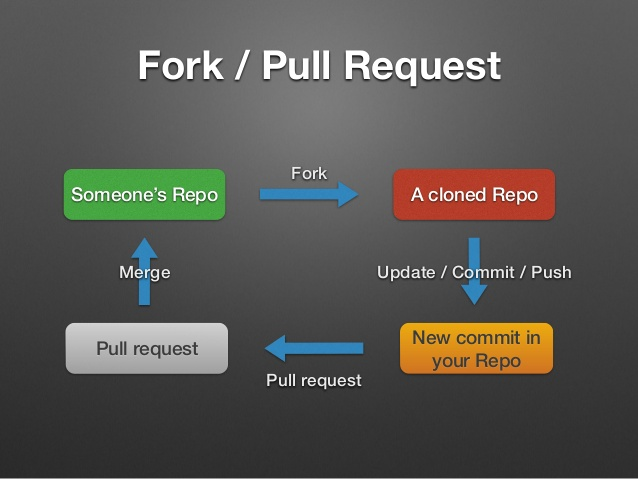 Fork / Pull Request
Fork
Someone's Repo
A cloned Repo
Merge
Update / Commit / Push
Pull request
New commit in
your Repo
Pull request